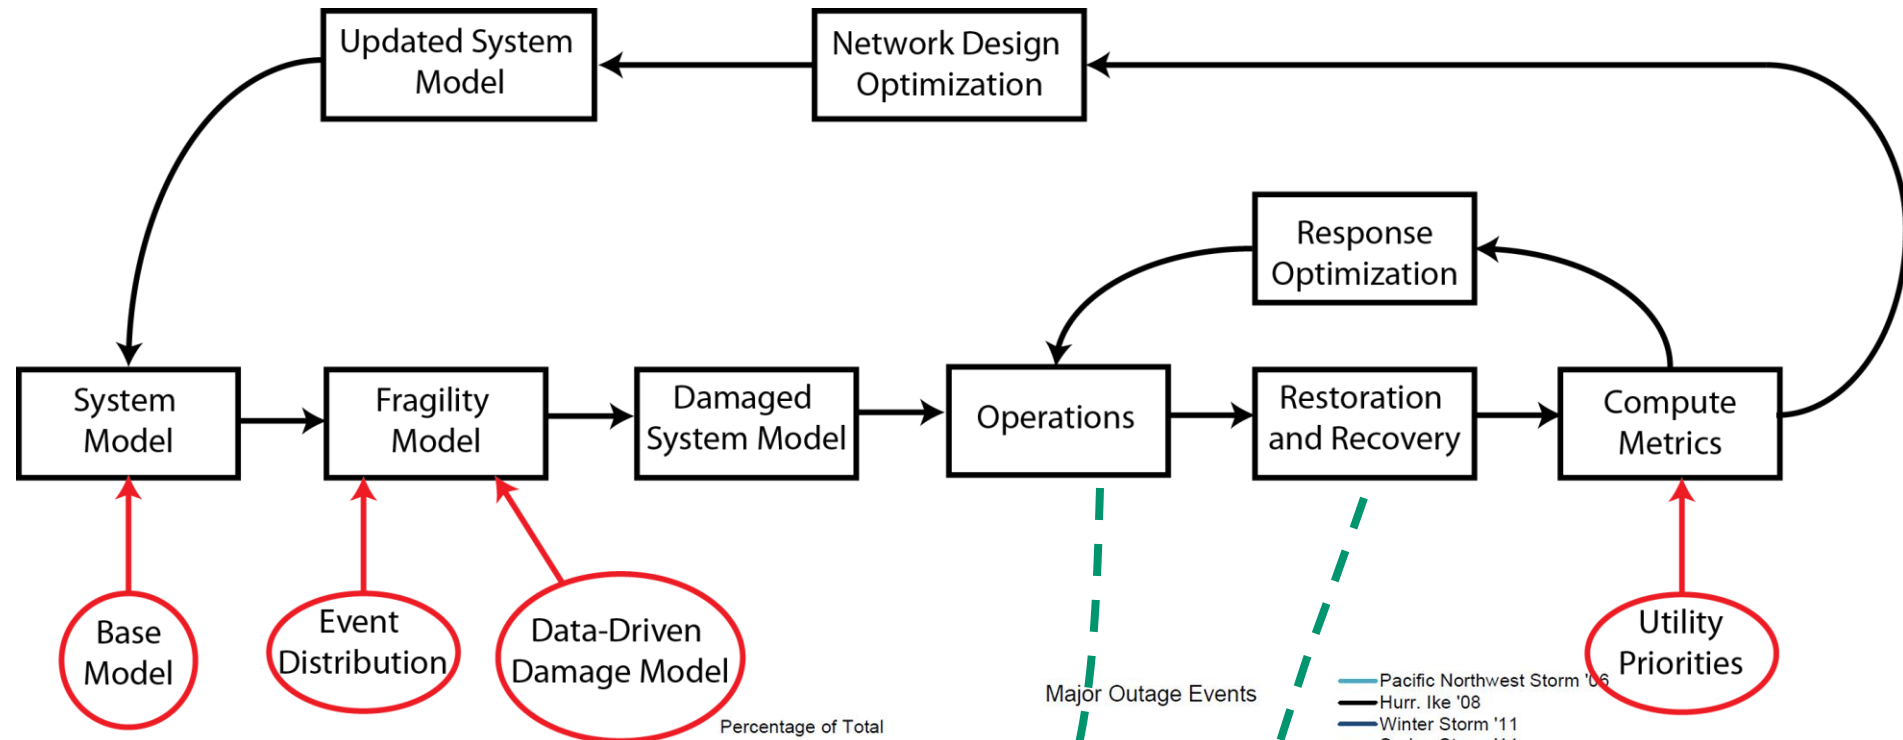 Updated System
Model
Network Design
Optimization
Response
Optimization
System
Model
Fragility
Model
Damaged
System Model
Operations
Restoration
and Recovery
Compute
Metrics
Base
Model
Event
Distribution
Data-Driven
Damage Model
Utility
Priorities
Major Outage Events
Percentage of Total
Pacific Northwest Storm '06
Hurr. Ike '08
Winter Storm '11